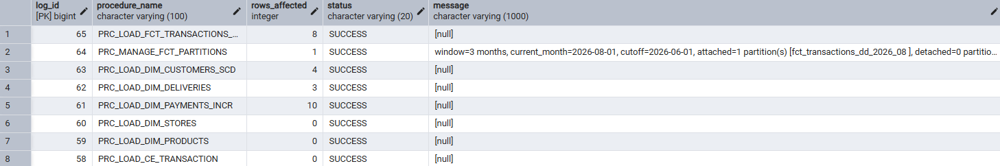 log_id procedure_name rows_affected status message
[PK] bigint character varying (100) integer character varying (20) character varying (1000)
1 65 PRC_LOAD_FCT_TRANSACTIONS_... 8 SUCCESS [null]
2 64 PRC_MANAGE_FCT_PARTITIONS 1 SUCCESS window=3 months, current_month=2026-08-01, cutoff=2026-06-01, attached=1 partition(s) [fct_transactions_dd_2026_08 ], detached=0 partitio...
3 63 PRC_LOAD_DIM_CUSTOMERS_SCD 4 SUCCESS [null]
4 62 PRC_LOAD_DIM_DELIVERIES 3 SUCCESS [null]
5 61 PRC_LOAD_DIM_PAYMENTS_INCR 10 SUCCESS [null]
6 60 PRC_LOAD_DIM_STORES 0 SUCCESS [null]
7 59 PRC_LOAD_DIM_PRODUCTS 0 SUCCESS [null]
8 58 PRC_LOAD_CE_TRANSACTION 0 SUCCESS [null]